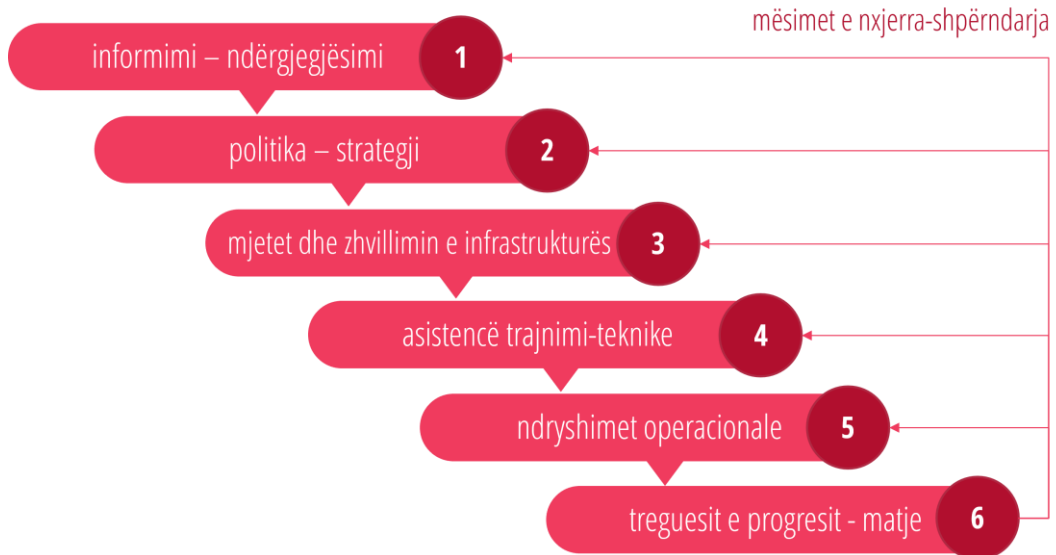 mësimet e nxjerra-shpërndarja
informimi – ndërgjegjësimi 1
politika – strategji 2
mjetet dhe zhvillimin e infrastrukturës 3
asistencë trajnimi-teknike 4
ndryshimet operacionale 5
treguesit e progresit - matje 6